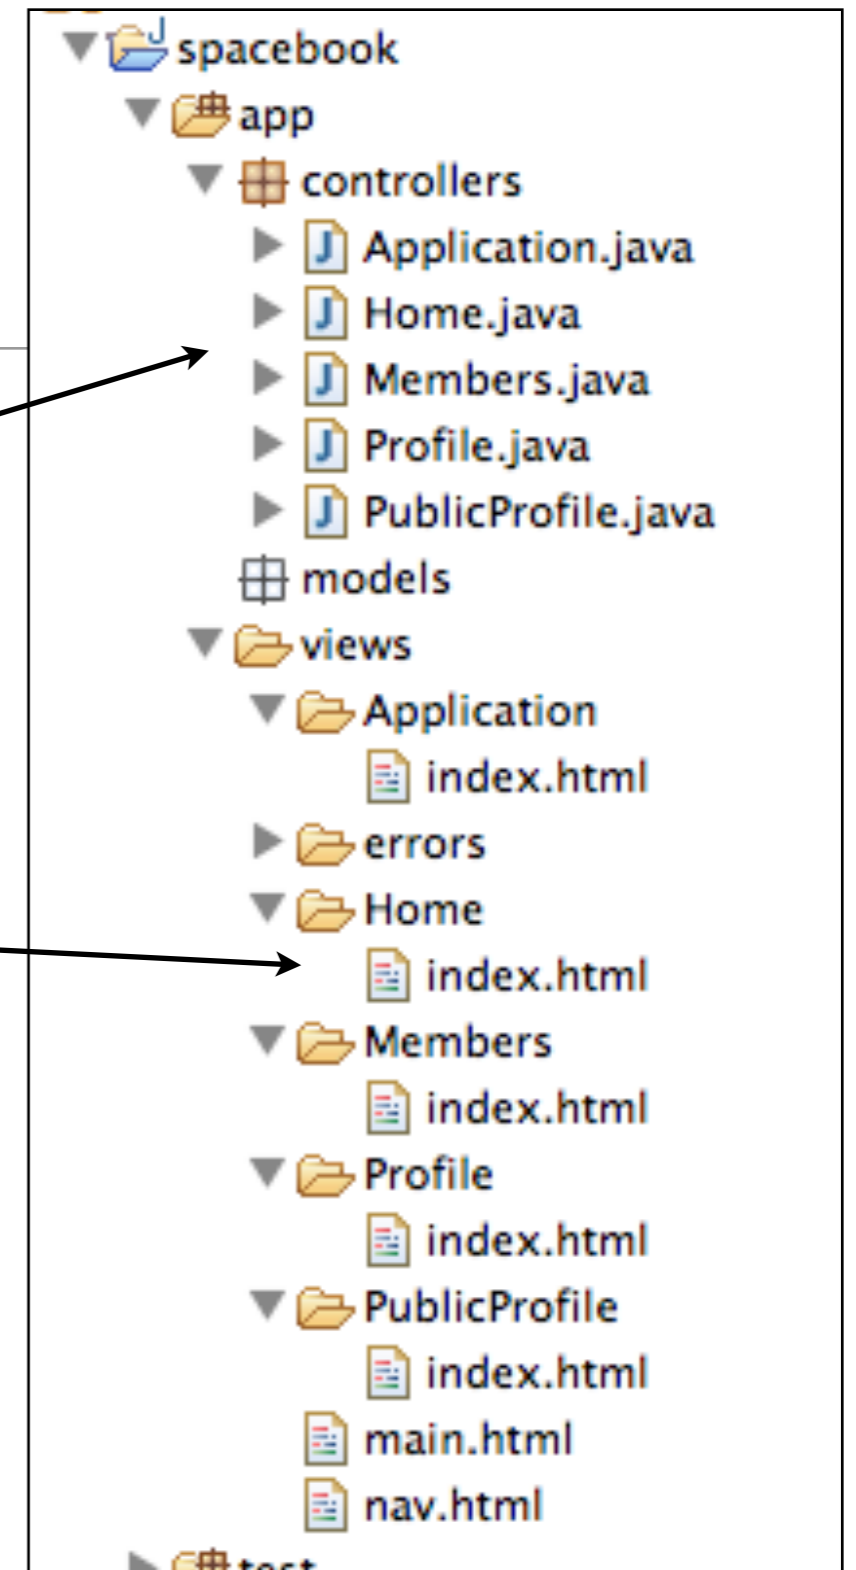 spacebook
app
controllers
Application.java
Home.java
Members.java
Profile.java
PublicProfile.java
models
views
Application
index.html
errors
Home
index.html
Members
index.html
Profile
index.html
PublicProfile
index.html
main.html
nav.html
test